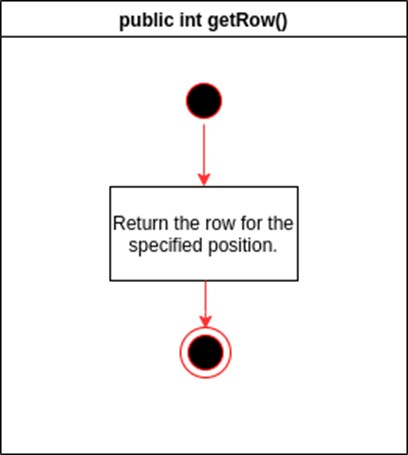 public int getRow()
Return the row for the
specified position.